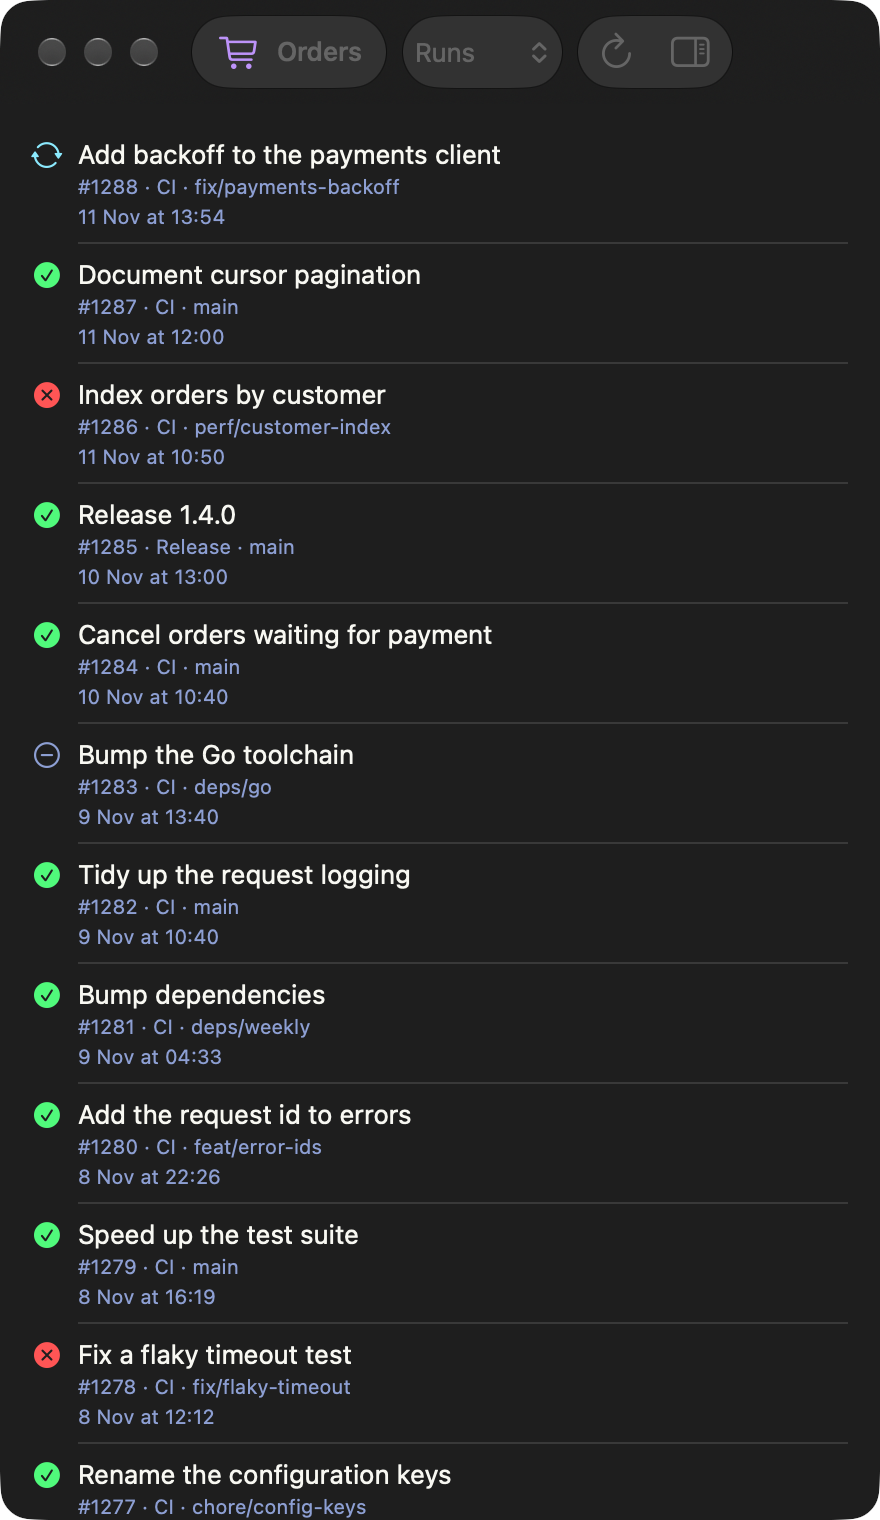 Orders
Runs
Add backoff to the payments client
#1288 · CI · fix/payments-backoff
11 Nov at 13:54
Document cursor pagination
#1287 · CI · main
11 Nov at 12:00
Index orders by customer
#1286 · CI · perf/customer-index
11 Nov at 10:50
Release 1.4.0
#1285 · Release · main
10 Nov at 13:00
Cancel orders waiting for payment
#1284 · CI · main
10 Nov at 10:40
Bump the Go toolchain
#1283 · CI · deps/go
9 Nov at 13:40
Tidy up the request logging
#1282 · CI · main
9 Nov at 10:40
Bump dependencies
#1281 · CI · deps/weekly
9 Nov at 04:33
Add the request id to errors
#1280 · CI · feat/error-ids
8 Nov at 22:26
Speed up the test suite
#1279 · CI · main
8 Nov at 16:19
Fix a flaky timeout test
#1278 · CI · fix/flaky-timeout
8 Nov at 12:12
Rename the configuration keys
#1277 · CI · chore/config-keys